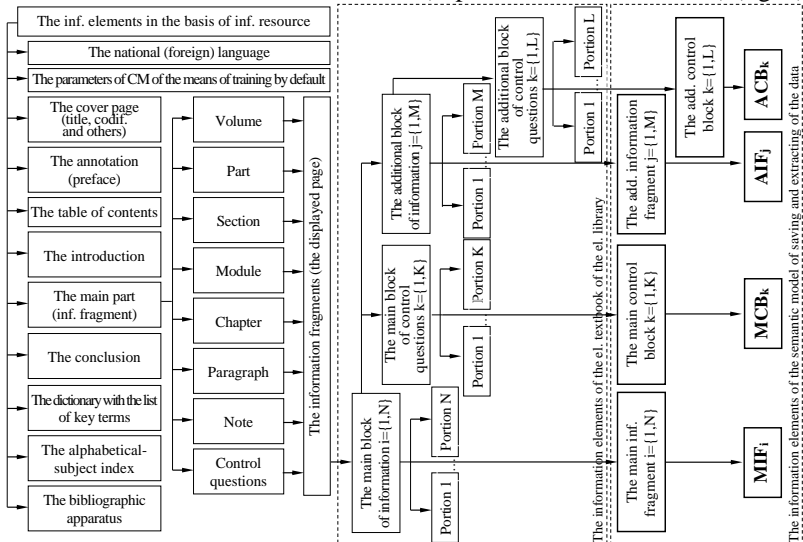 The inf. elements in the basis of inf. resource
The national (foreign) language
The parameters of CM of the means of training by default
The cover page
(title, codif.
and others)
The annotation
(preface)
The table of contents
The introduction
The main part
(inf. fragment)
The conclusion
The dictionary with the list
of key terms
The alphabetical-
subject index
The bibliographic
apparatus
Volume
Part
Section
Module
Chapter
Paragraph
Note
Control
questions
The information fragments (the displayed page)
The main block
of information i={1,N}
Portion 1
Portion N
The main block
of control
questions k={1,K}
Portion 1
Portion K
The additional block
of information j={1,M}
Portion 1
Portion M
The additional block
of control
questions k={1,L}
Portion 1
Portion L
The information elements of the el. textbook of the el. library
The main inf.
fragment i={1,N}
The main control
block k={1,K}
The add. information
fragment j={1,M}
The add. control
block k={1,L}
MIFi
MCBk
AIFj
ACBk
The information elements of the semantic model of saving and extracting of the data